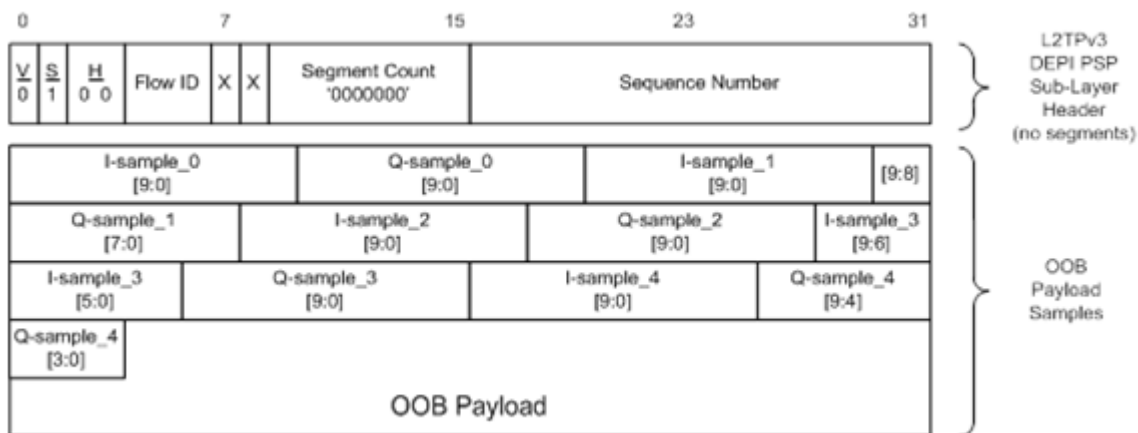 0 7 15 23 31
V S H
0 1 0 0
Flow ID X X
Segment Count
'0000000'
Sequence Number
L2TPv3
DEPI PSP
Sub-Layer
Header
(no segments)
I-sample_0 Q-sample_0 I-sample_1
[9:0] [9:0] [9:0] [9:8]
Q-sample_1 I-sample_2 Q-sample_2 I-sample_3
[7:0] [9:0] [9:0] [9:6]
I-sample_3 Q-sample_3 I-sample_4 Q-sample_4
[5:0] [9:0] [9:0] [9:4]
Q-sample_4
[3:0]
OOB Payload
OOB
Payload
Samples